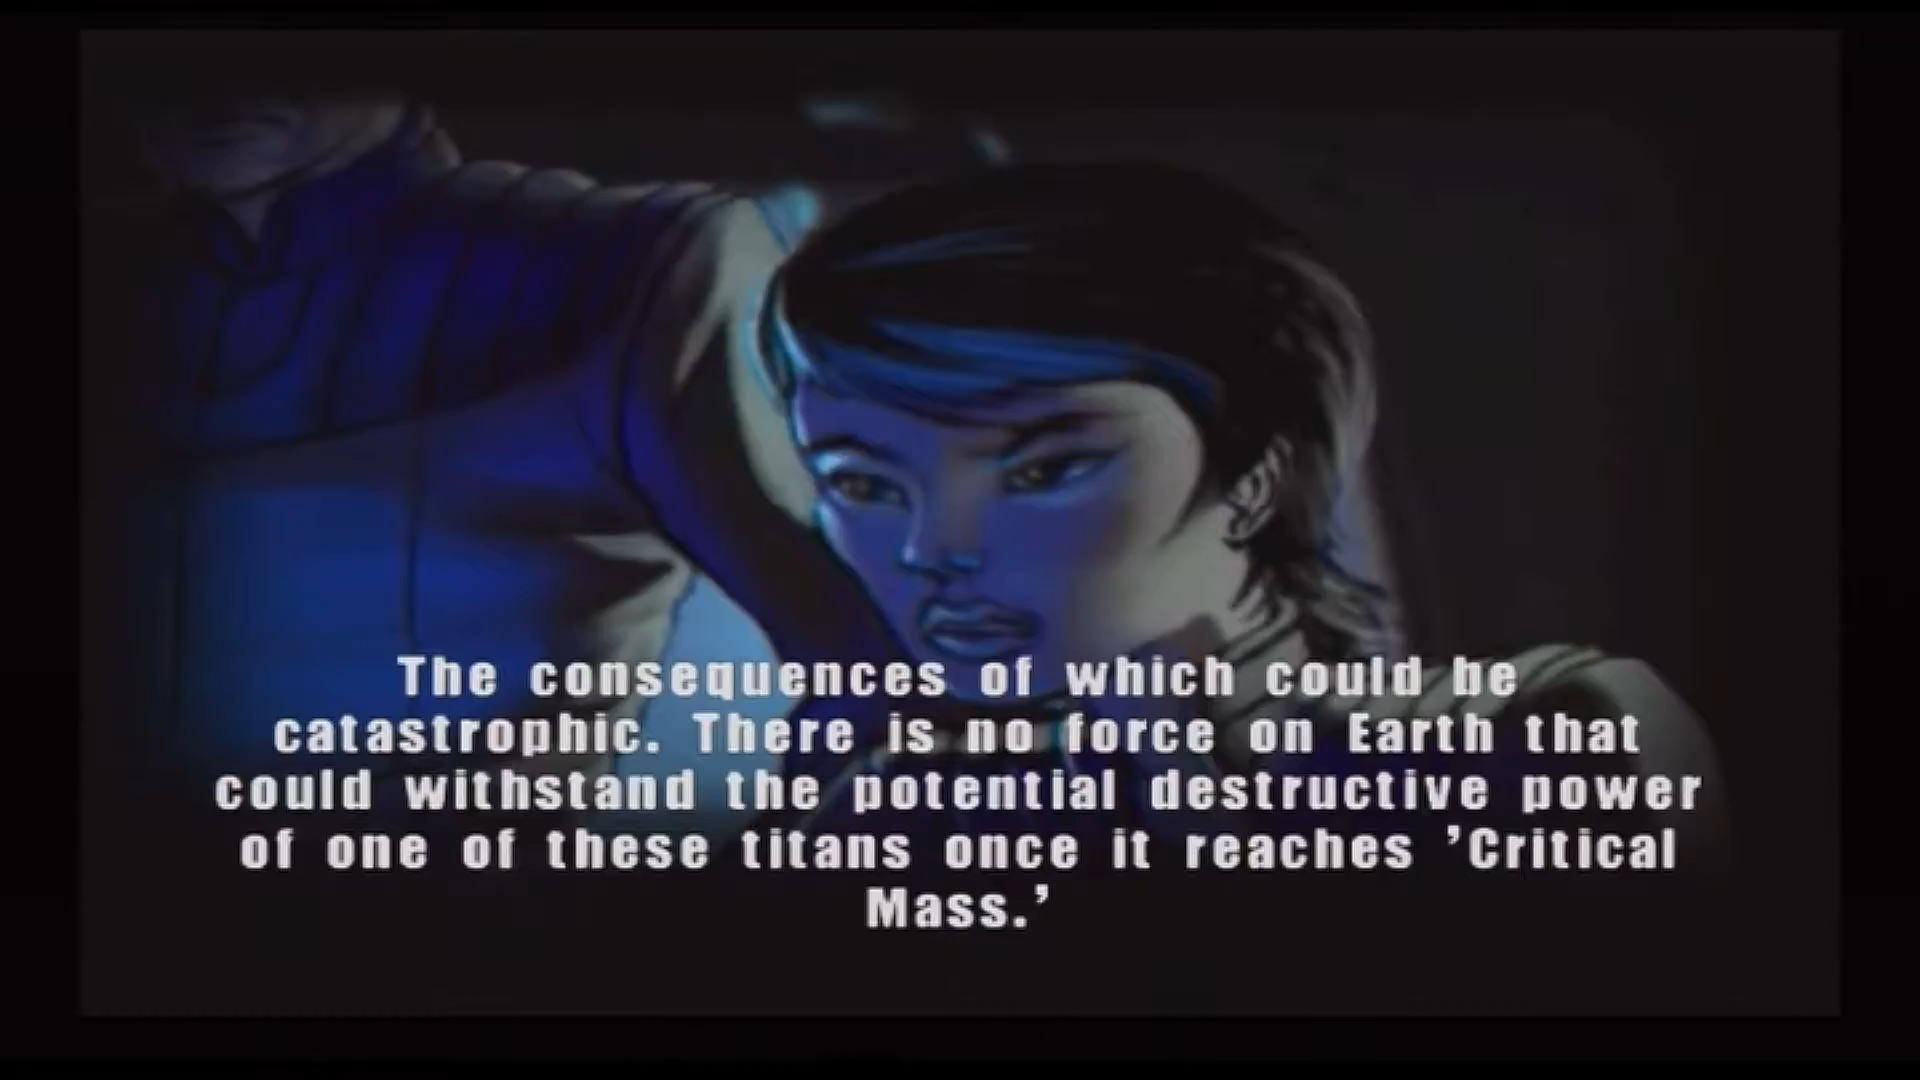 The consequences of which could be
catastrophic. There is no force on Earth that
could withstand the potential destructive power
of one of these titans once it reaches 'Critical
Mass.'